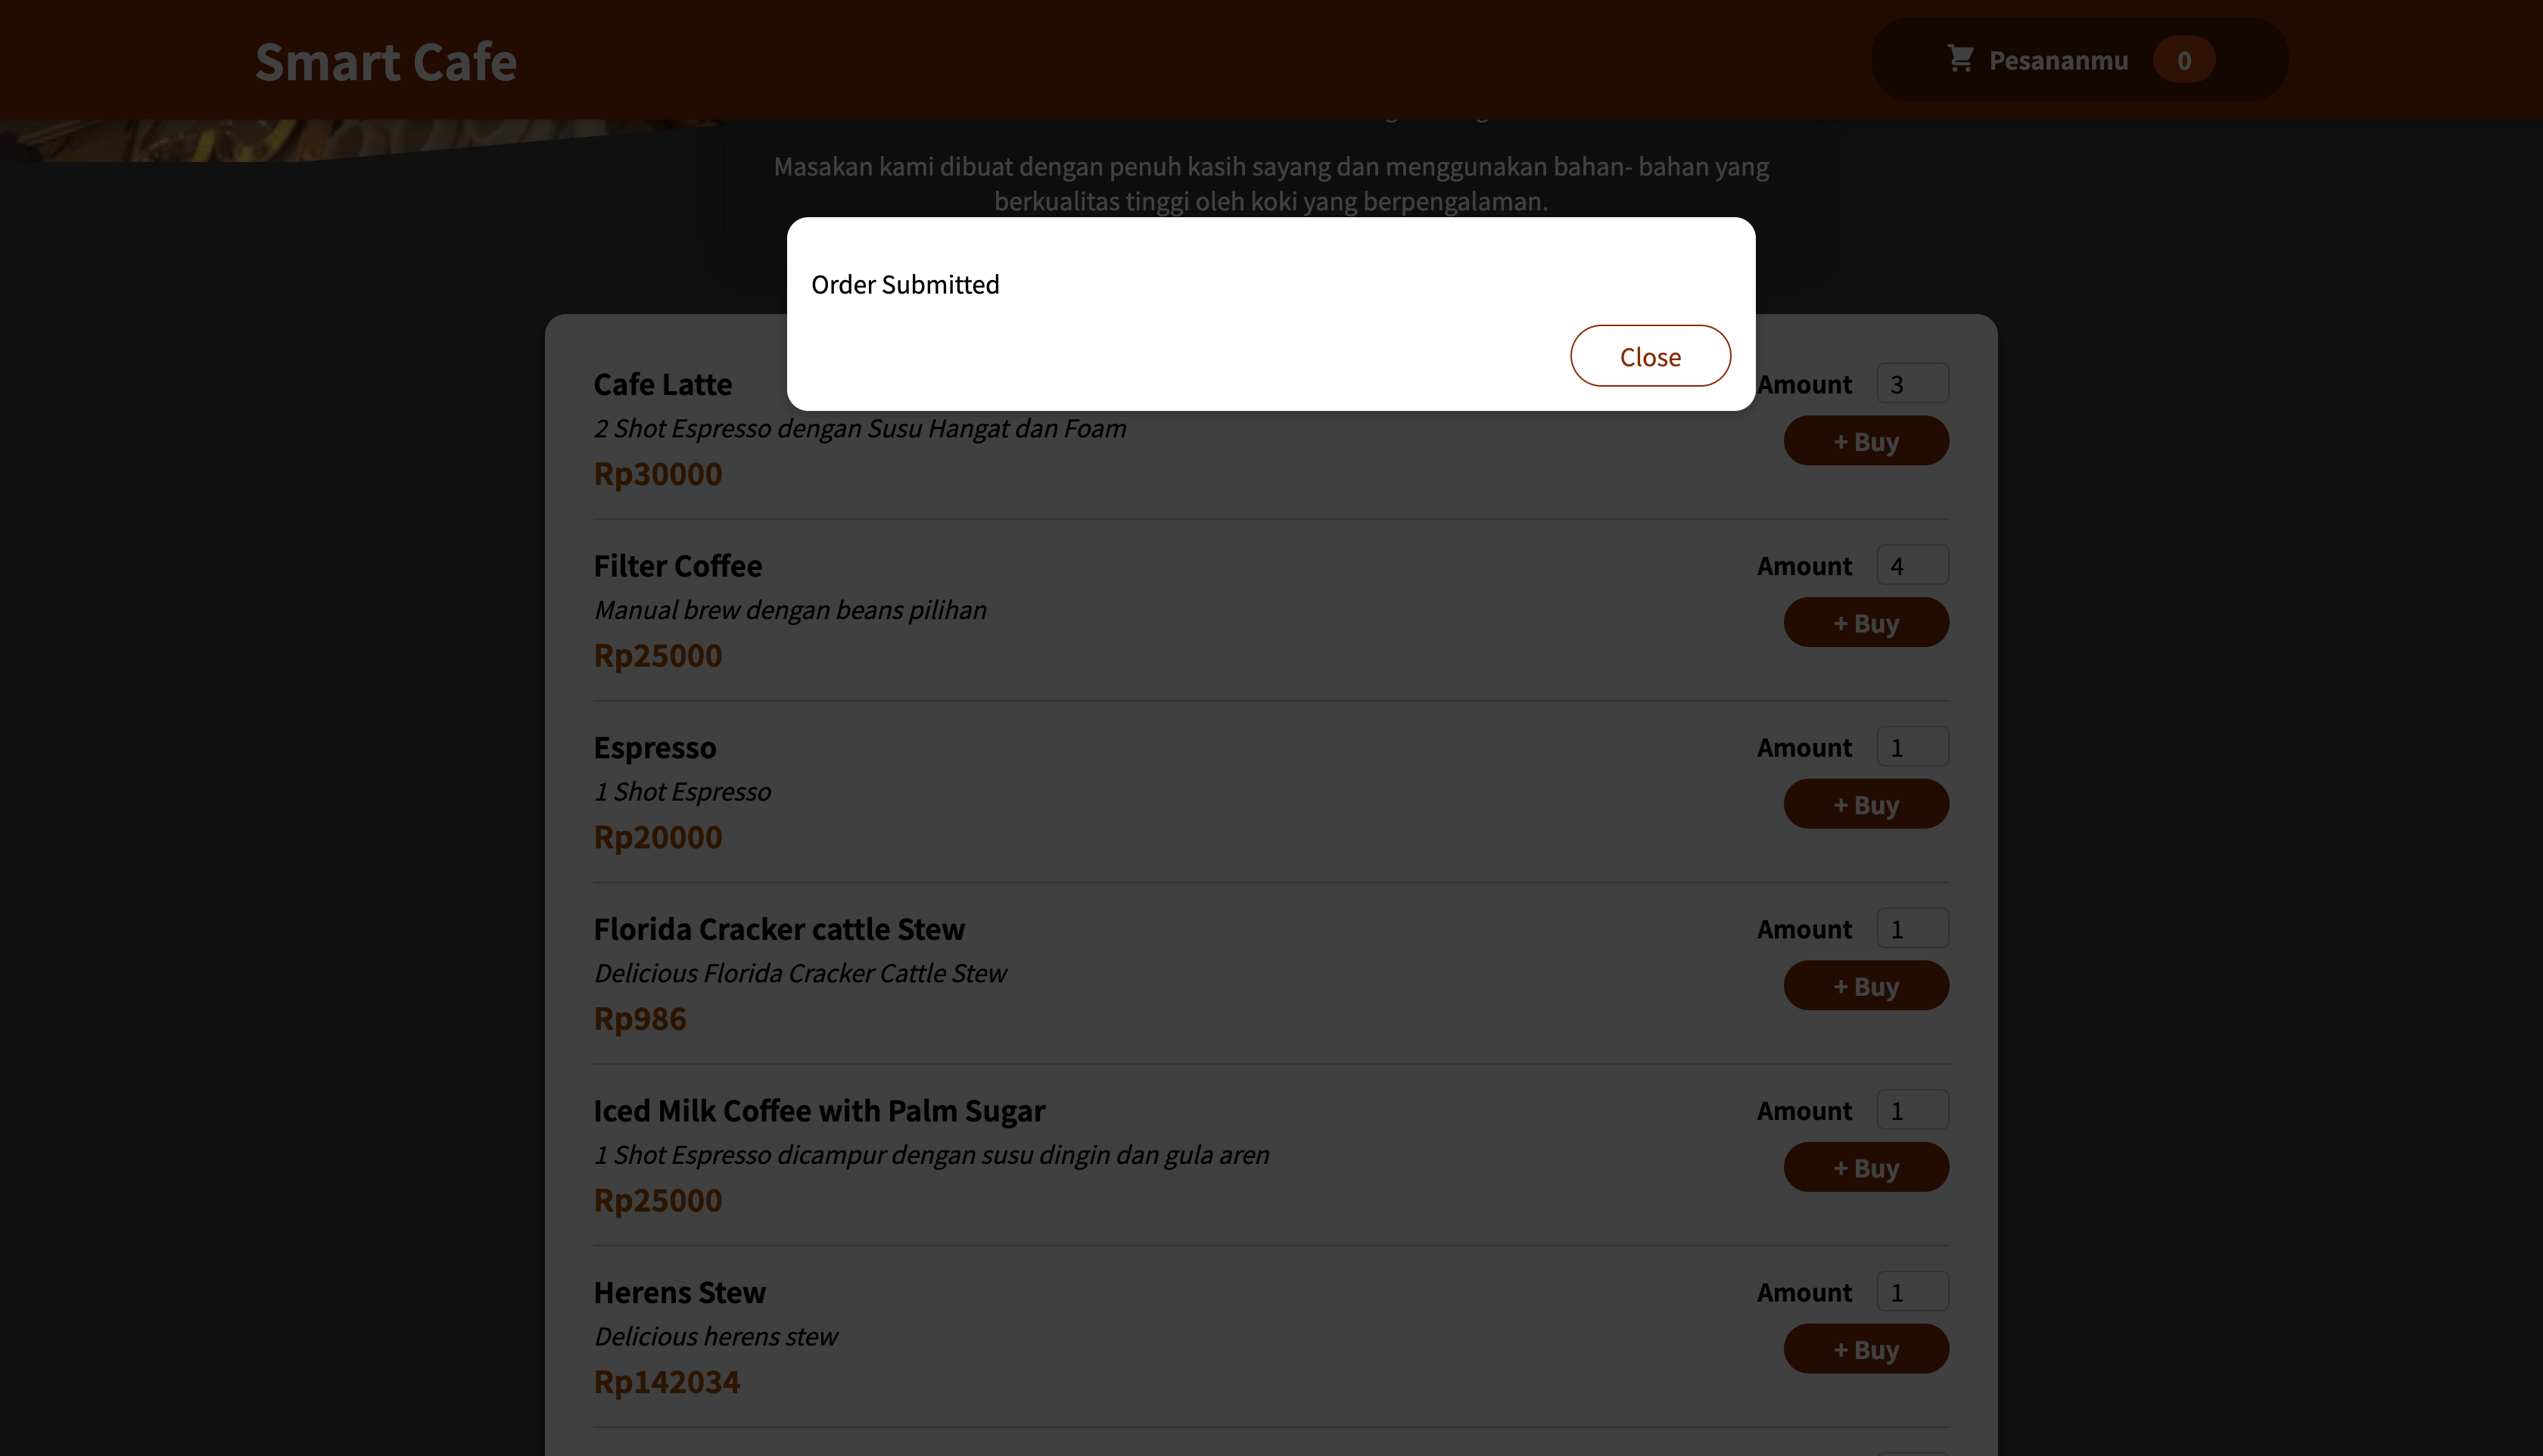 Smart Cafe
Pesananmu 0
Masakan kami dibuat dengan penuh kasih sayang dan menggunakan bahan- bahan yang
berkualitas tinggi oleh koki yang berpengalaman.
Order Submitted
Close
Cafe Latte
2 Shot Espresso dengan Susu Hangat dan Foam
Rp30000
Amount 3
+ Buy
Filter Coffee
Manual brew dengan beans pilihan
Rp25000
Amount 4
+ Buy
Espresso
1 Shot Espresso
Rp20000
Amount 1
+ Buy
Florida Cracker cattle Stew
Delicious Florida Cracker Cattle Stew
Rp986
Amount 1
+ Buy
Iced Milk Coffee with Palm Sugar
1 Shot Espresso dicampur dengan susu dingin dan gula aren
Rp25000
Amount 1
+ Buy
Herens Stew
Delicious herens stew
Rp142034
Amount 1
+ Buy